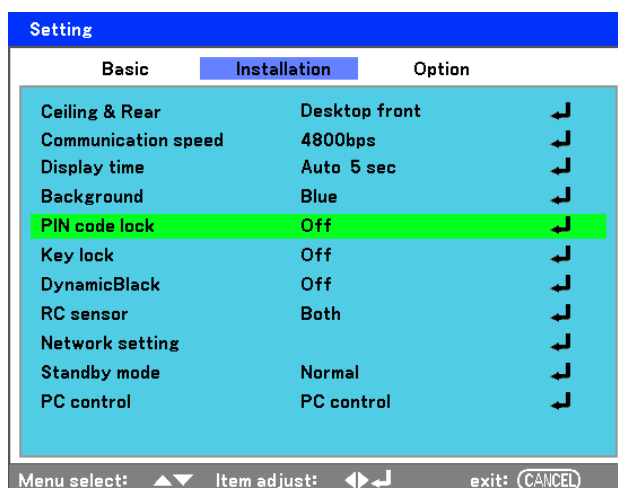 Setting
Basic Installation Option
Ceiling & Rear Desktop front
Communication speed 4800bps
Display time Auto 5 sec
Background Blue
PIN code lock Off
Key lock Off
DynamicBlack Off
RC sensor Both
Network setting
Standby mode Normal
PC control PC control
Menu select: ▲▼ Item adjust: ◀▶↵ exit: (CANCEL)